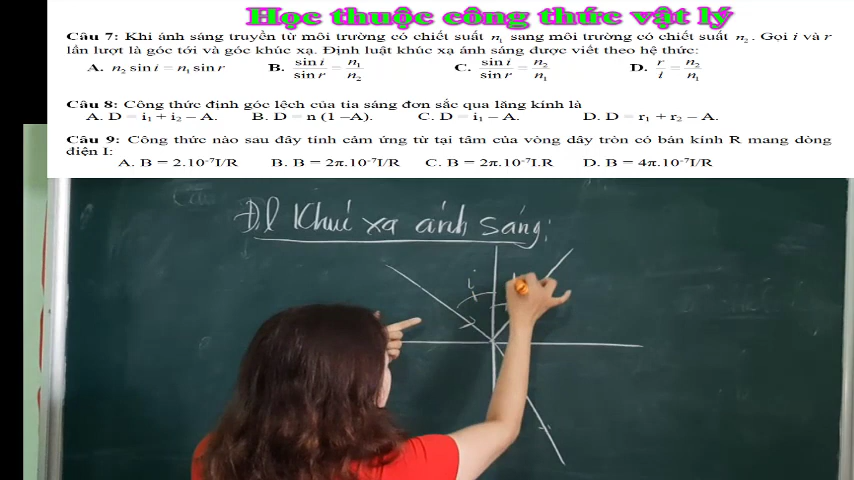 Học thuộc công thức vật lý
Câu 7: Khi ánh sáng truyền từ môi trường có chiết suất n₁ sang môi trường có chiết suất n₂. Gọi i và r
lần lượt là góc tới và góc khúc xạ. Định luật khúc xạ ánh sáng được viết theo hệ thức:
A. n₂ sin i = n₁ sin r B. sin i / sin r = n₁ / n₂ C. sin i / sin r = n₂ / n₁ D. r / i = n₂ / n₁
Câu 8: Công thức định góc lệch của tia sáng đơn sắc qua lăng kính là
A. D = i₁ + i₂ – A. B. D = n (1 –A). C. D = i₁ – A. D. D = r₁ + r₂ – A.
Câu 9: Công thức nào sau đây tính cảm ứng từ tại tâm của vòng dây tròn có bán kính R mang dòng
điện I:
A. B = 2.10⁻⁷I/R B. B = 2π.10⁻⁷I/R C. B = 2π.10⁻⁷I.R D. B = 4π.10⁻⁷I/R
Đ.l Khúc xạ ánh sáng:
i